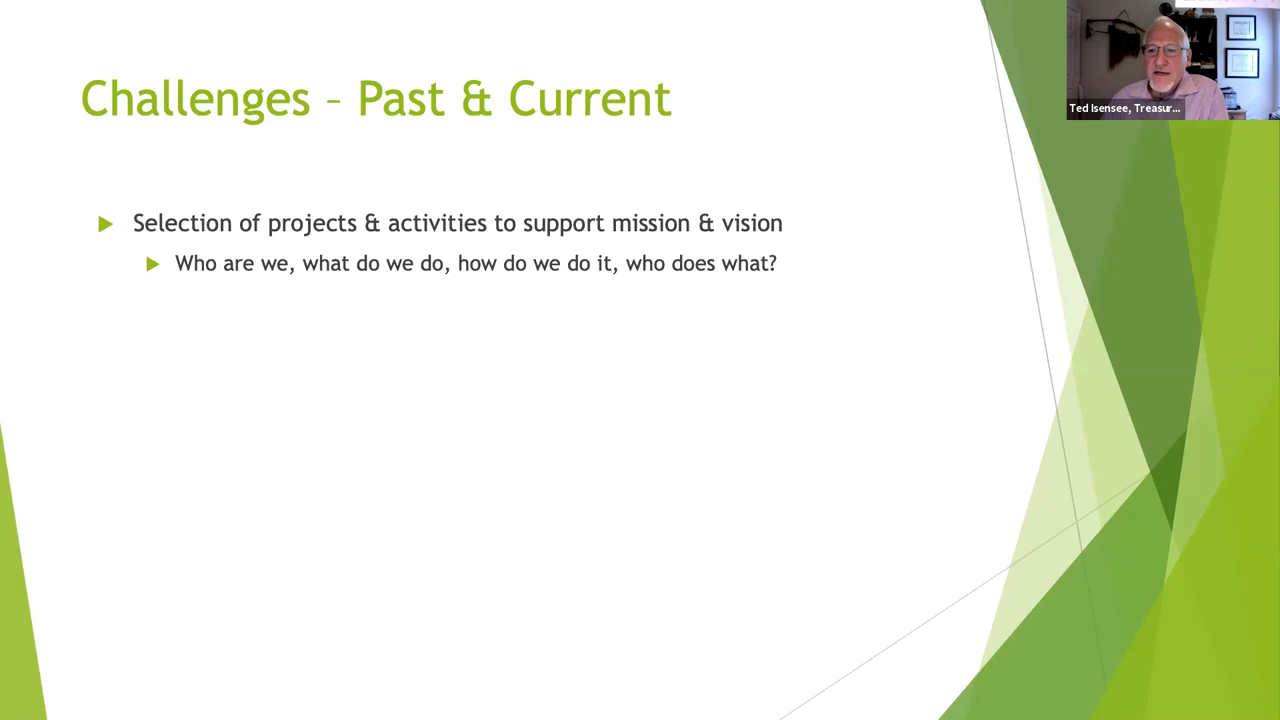 Challenges – Past & Current
Selection of projects & activities to support mission & vision
Who are we, what do we do, how do we do it, who does what?
Ted Isensee, Treasur...